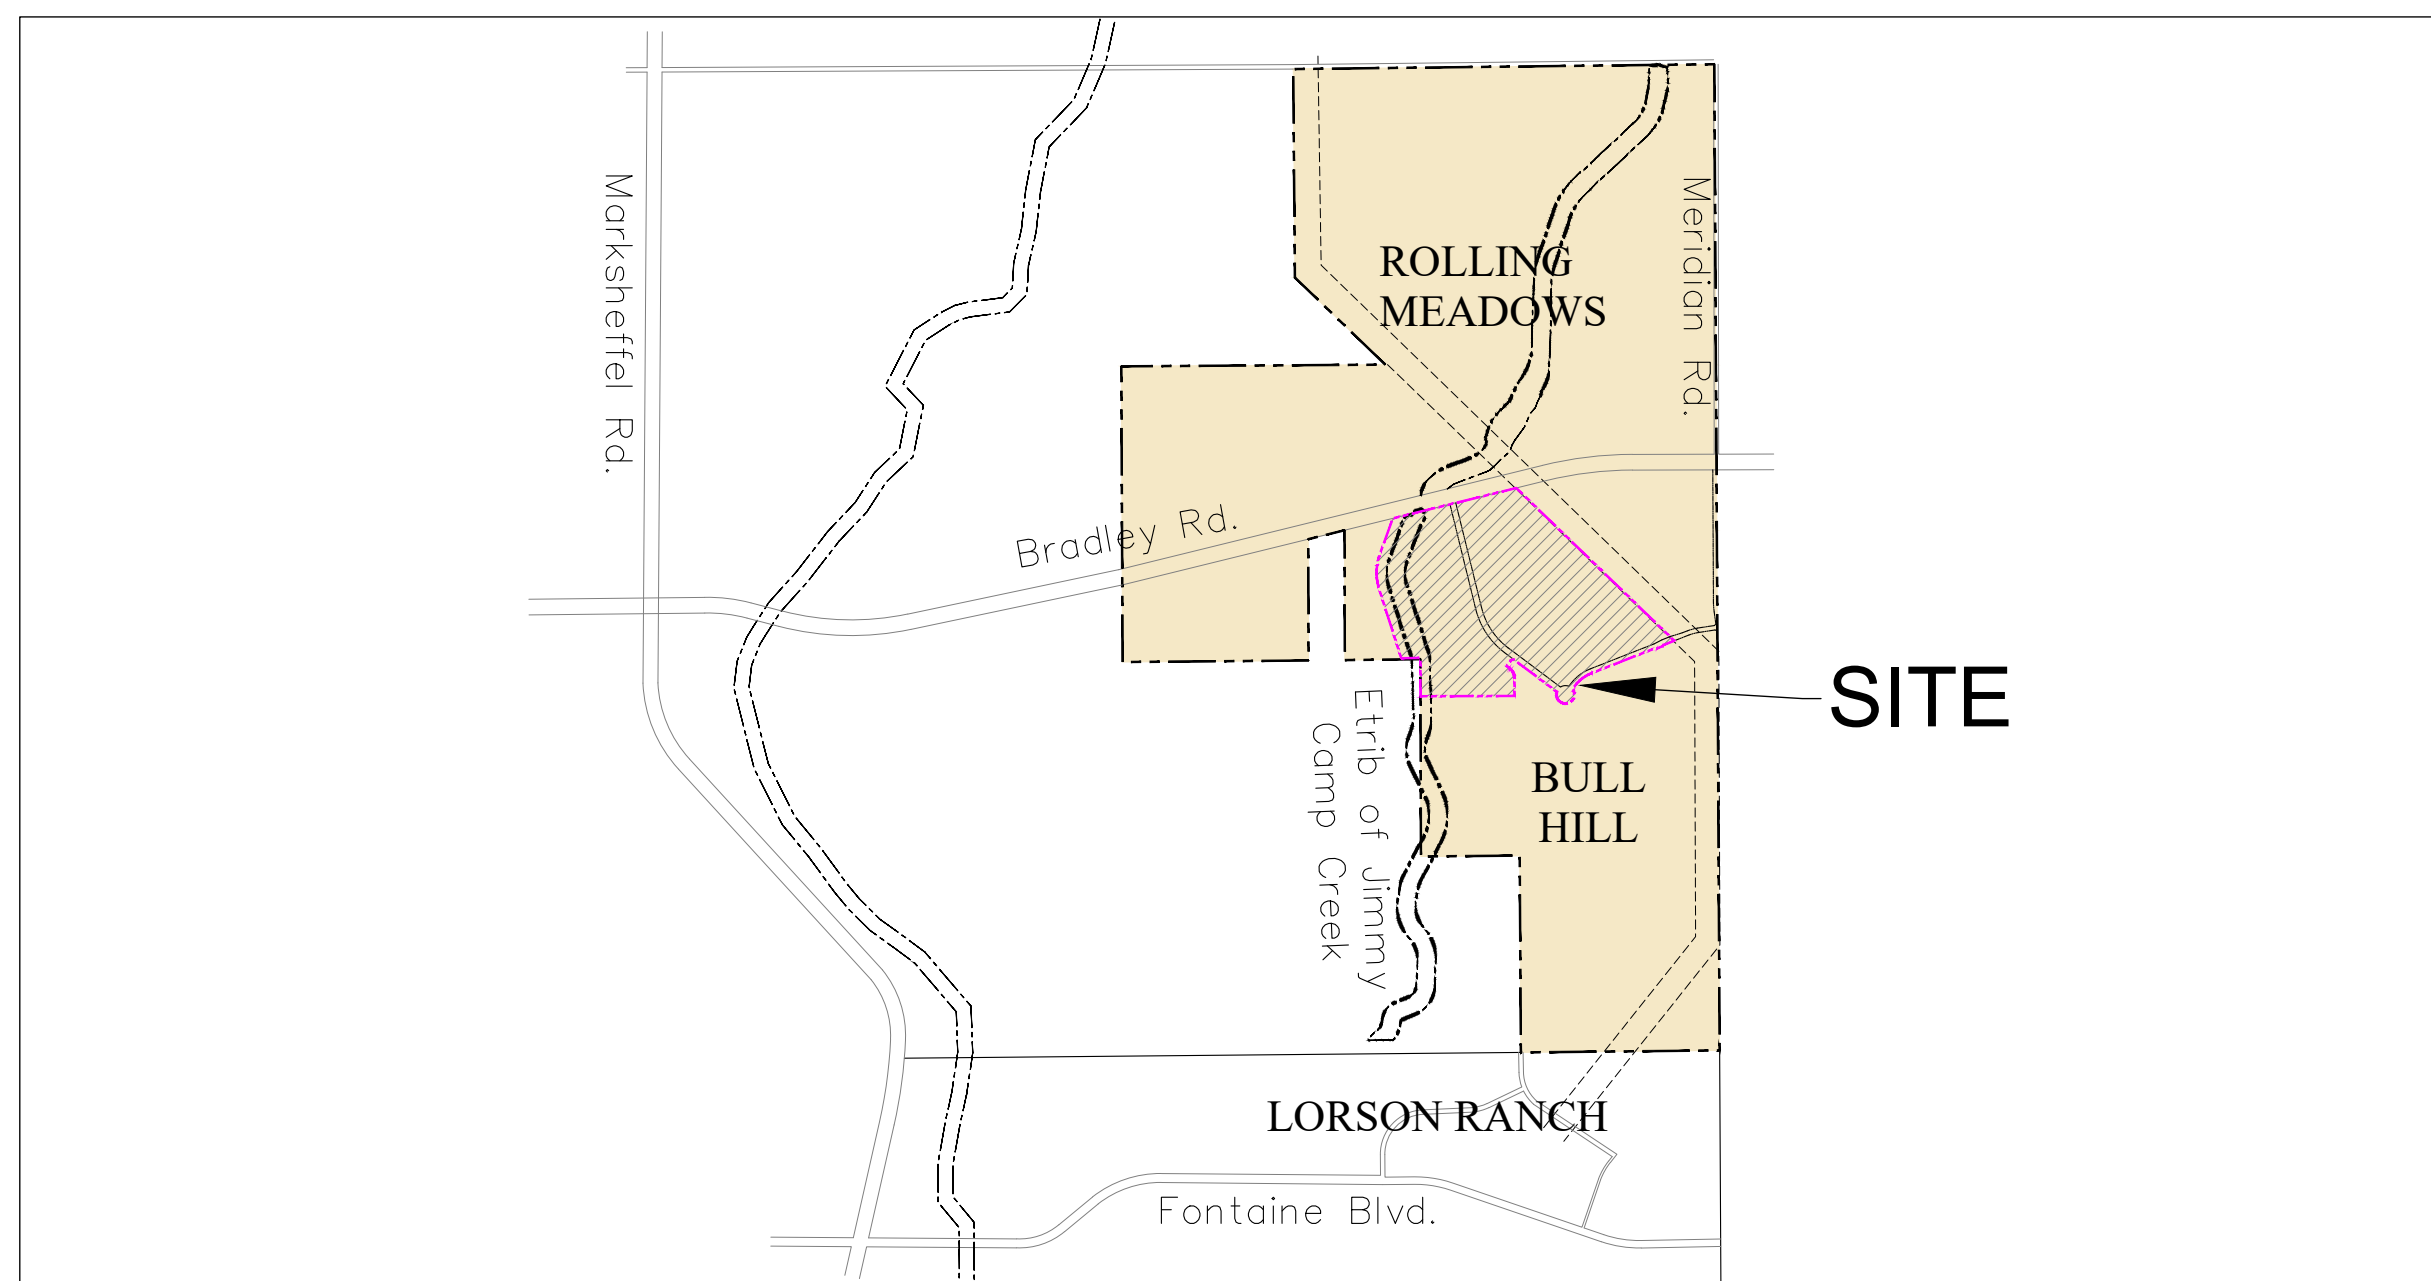 Marksheffel Rd.
Meridian Rd.
ROLLING
MEADOWS
Bradley Rd.
SITE
Etrib of Jimmy
Camp Creek
BULL
HILL
LORSON RANCH
Fontaine Blvd.